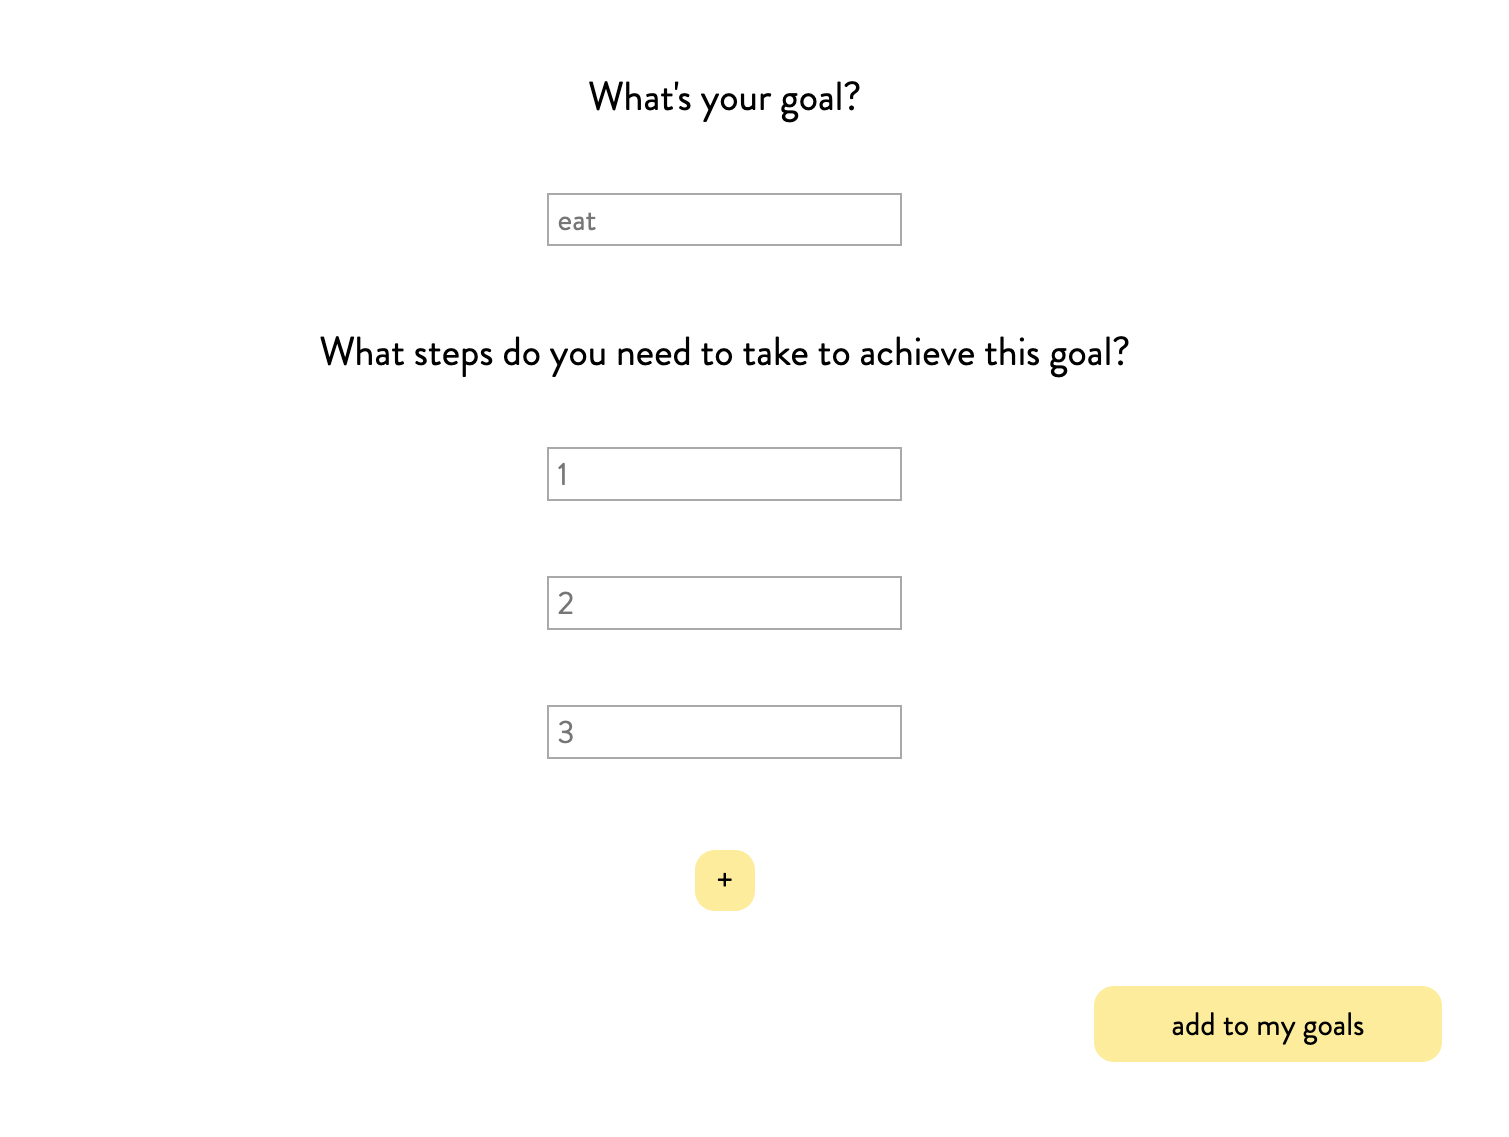 What's your goal?
eat
What steps do you need to take to achieve this goal?
1
2
3
+
add to my goals